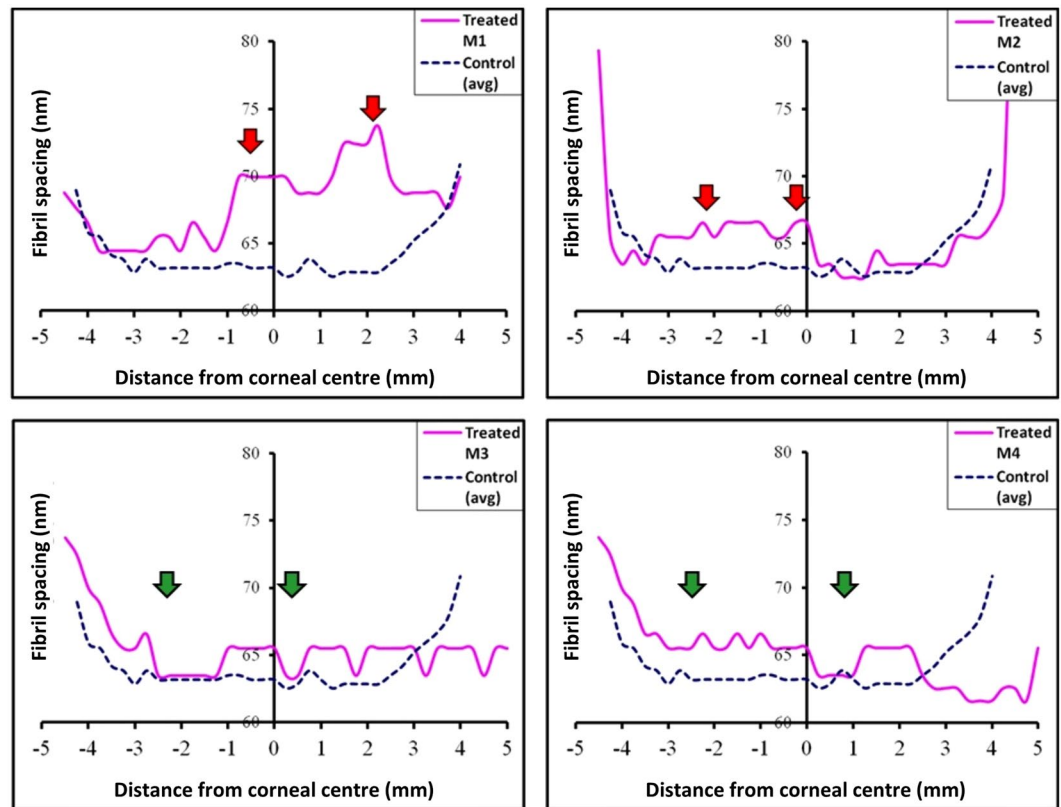 Treated
M1
Control
(avg)
Fibril spacing (nm)
80
75
70
65
60
-5 -4 -3 -2 -1 0 1 2 3 4 5
Distance from corneal centre (mm)
Treated
M2
Control
(avg)
Fibril spacing (nm)
80
75
70
65
60
-5 -4 -3 -2 -1 0 1 2 3 4 5
Distance from corneal centre (mm)
Treated
M3
Control
(avg)
Fibril spacing (nm)
80
75
70
65
60
-5 -4 -3 -2 -1 0 1 2 3 4 5
Distance from corneal centre (mm)
Treated
M4
Control
(avg)
Fibril spacing (nm)
80
75
70
65
60
-5 -4 -3 -2 -1 0 1 2 3 4 5
Distance from corneal centre (mm)